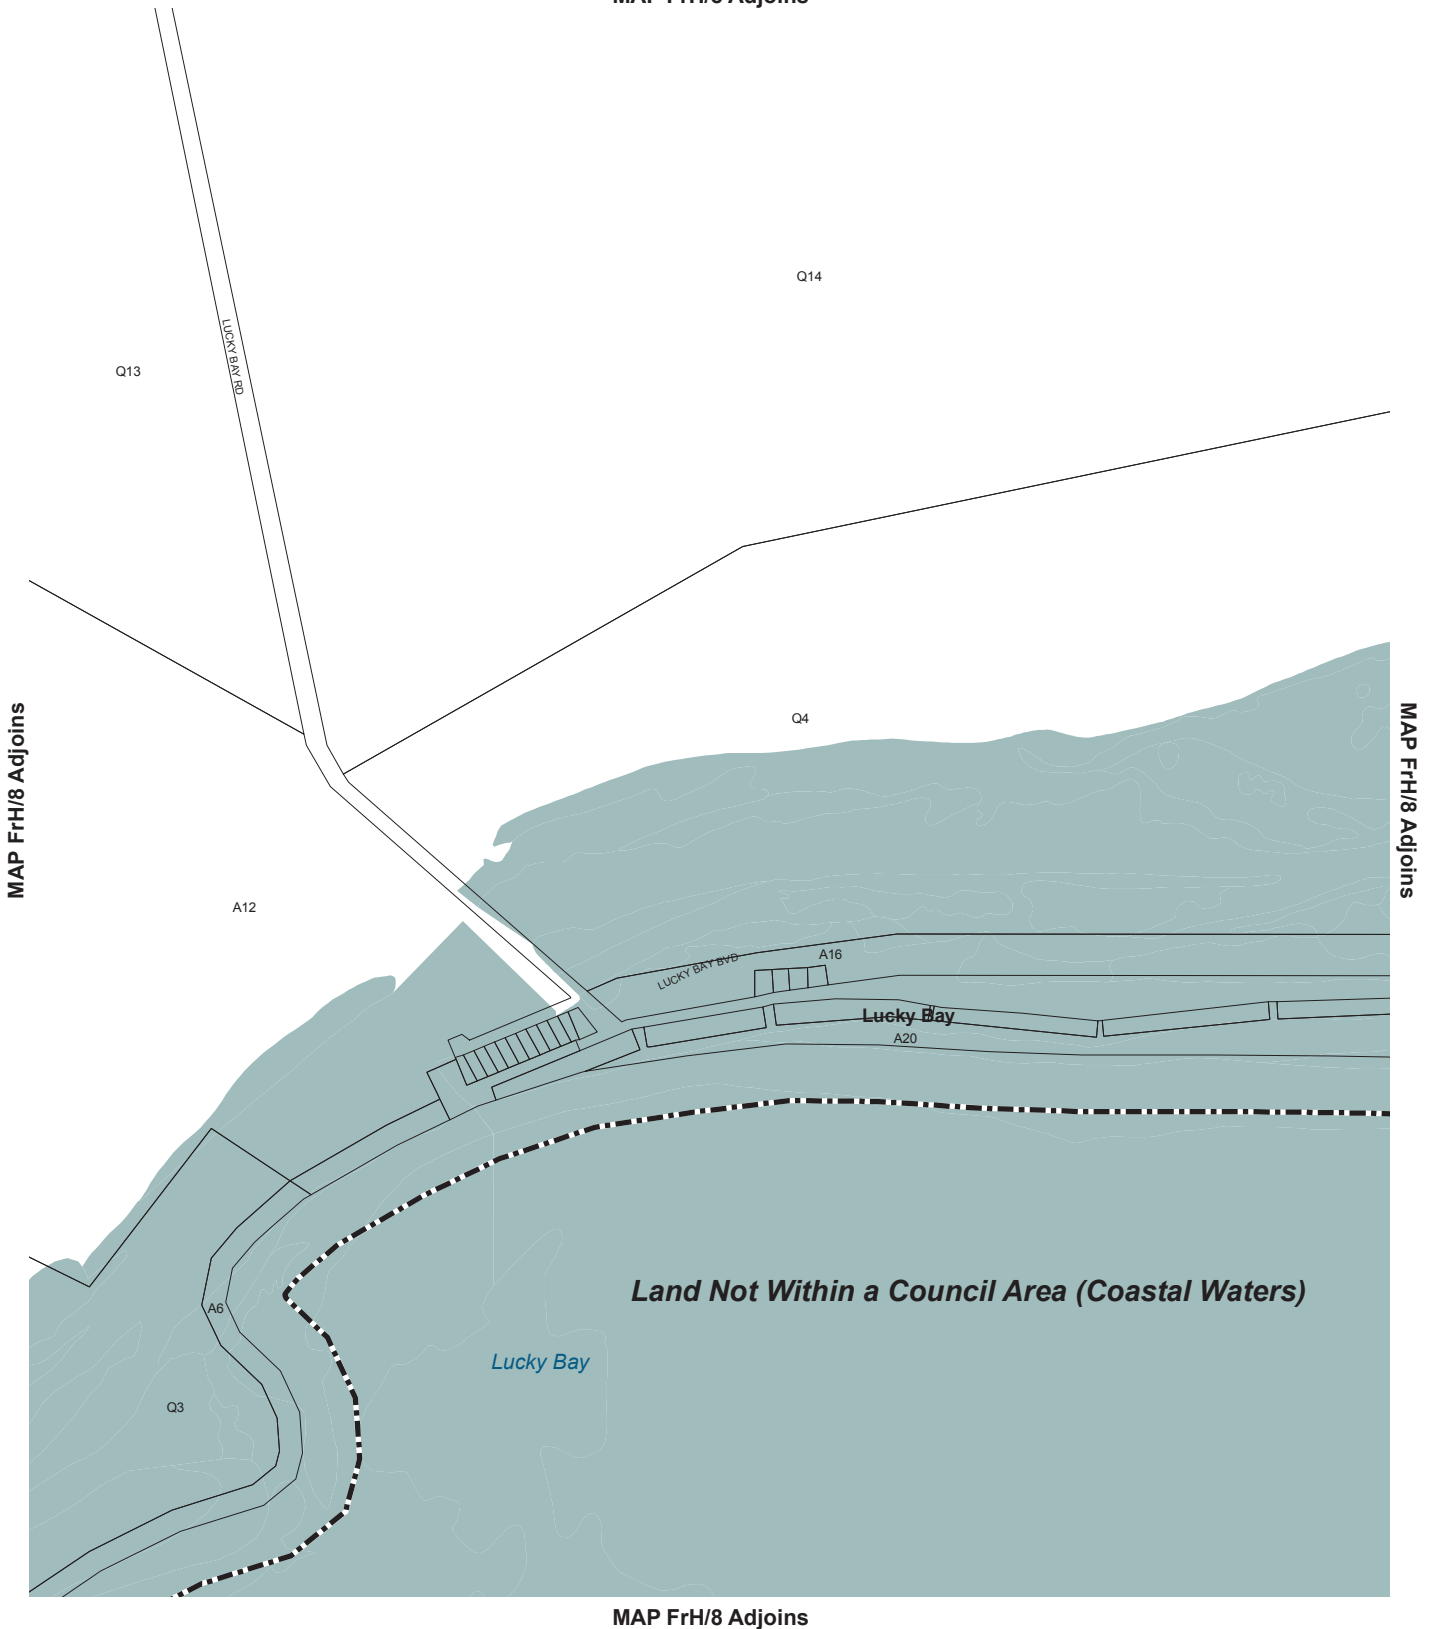 MAP FrH/8 Adjoins
Q14
LUCKY BAY RD
Q13
MAP FrH/8 Adjoins
MAP FrH/8 Adjoins
Q4
A12
LUCKY BAY BVD
A16
Lucky Bay
A20
Land Not Within a Council Area (Coastal Waters)
A6
Lucky Bay
Q3
MAP FrH/8 Adjoins